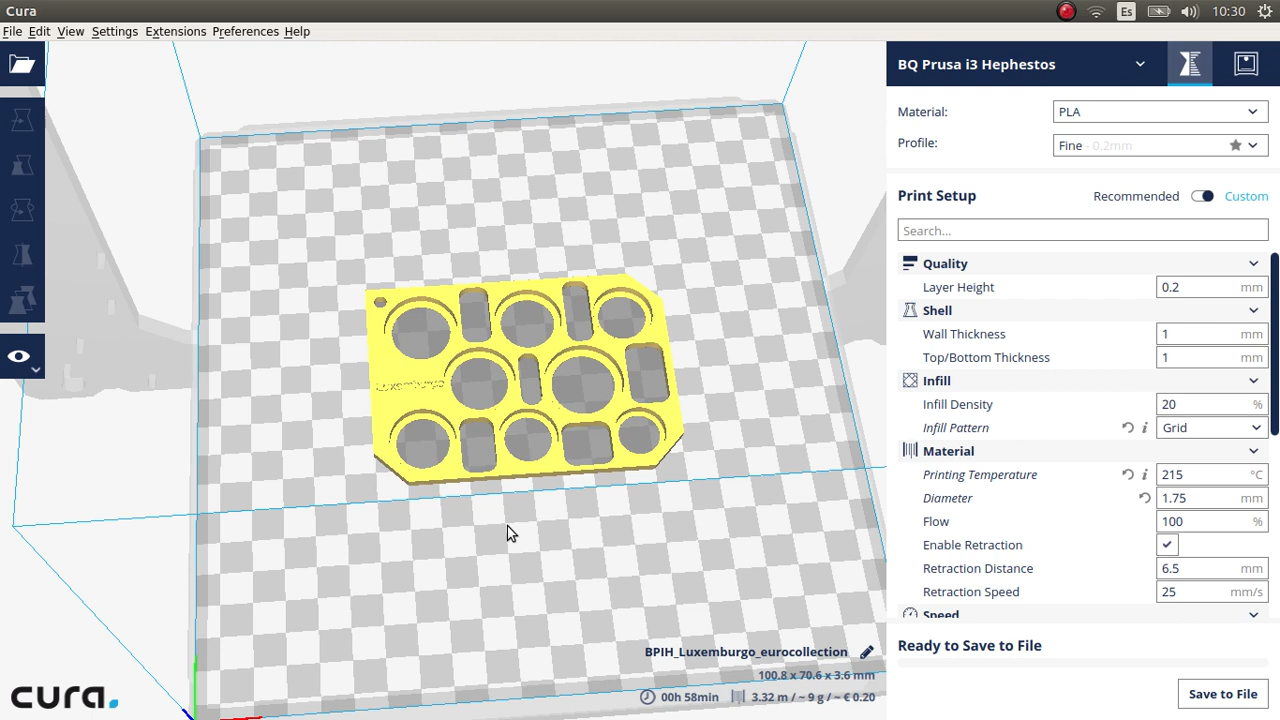 Cura
Es
10:30
File Edit View Settings Extensions Preferences Help
BQ Prusa i3 Hephestos
Material:
PLA
Profile:
Fine - 0.2mm
Print Setup
Recommended
Custom
Search...
Quality
Layer Height
0.2 mm
Shell
Wall Thickness
1 mm
Top/Bottom Thickness
1 mm
Infill
Infill Density
20 %
Infill Pattern
Grid
Material
Printing Temperature
215 °C
Diameter
1.75 mm
Flow
100 %
Enable Retraction
Retraction Distance
6.5 mm
Retraction Speed
25 mm/s
Speed
Luxemburgo
BPIH_Luxemburgo_eurocollection
100.8 x 70.6 x 3.6 mm
00h 58min
3.32 m / ~ 9 g / ~ € 0.20
Ready to Save to File
Save to File
cura.